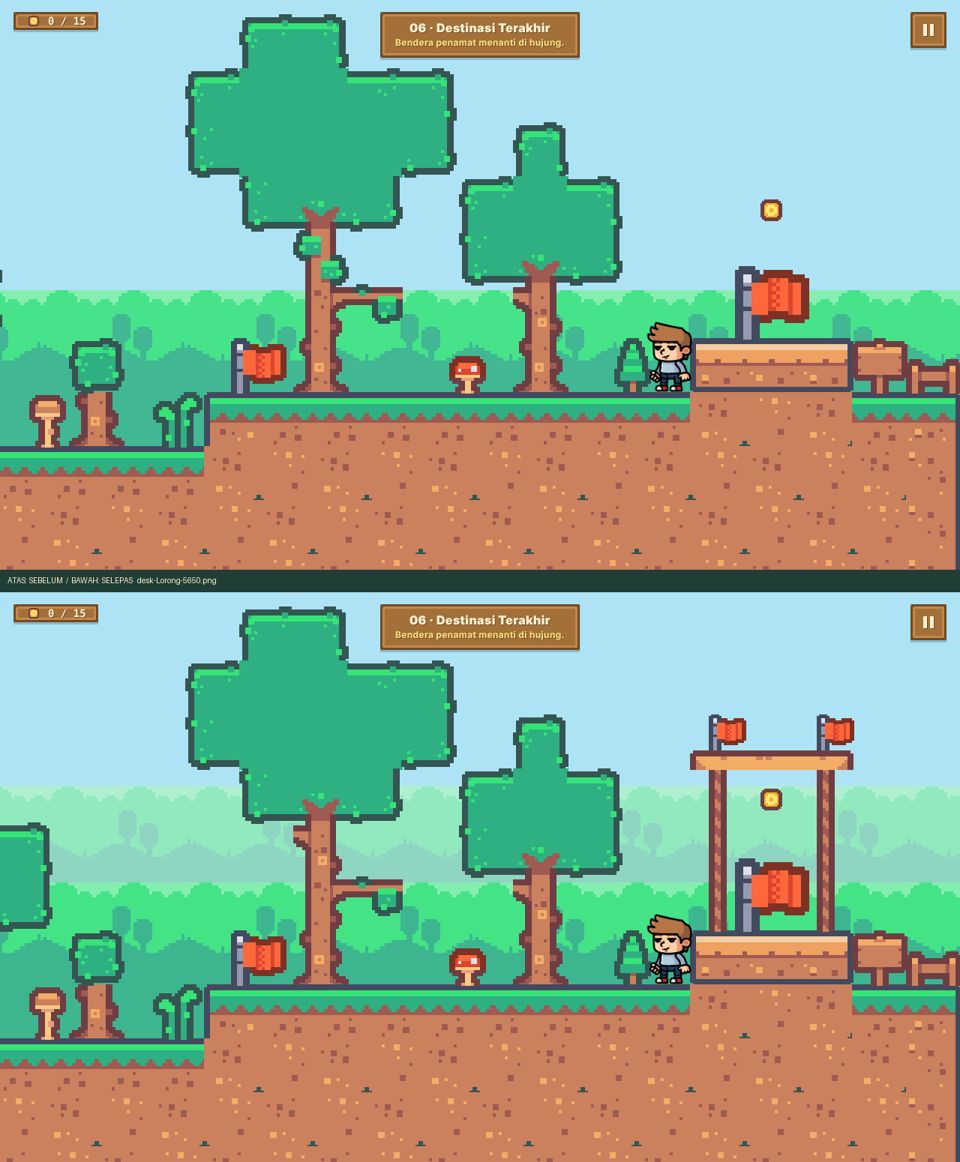 0 / 15
06 · Destinasi Terakhir
Bendera penamat menanti di hujung.
ATAS SEBELUM / BAWAH: SELEPAS desk-Lorong-5650.png
0 / 15
06 · Destinasi Terakhir
Bendera penamat menanti di hujung.